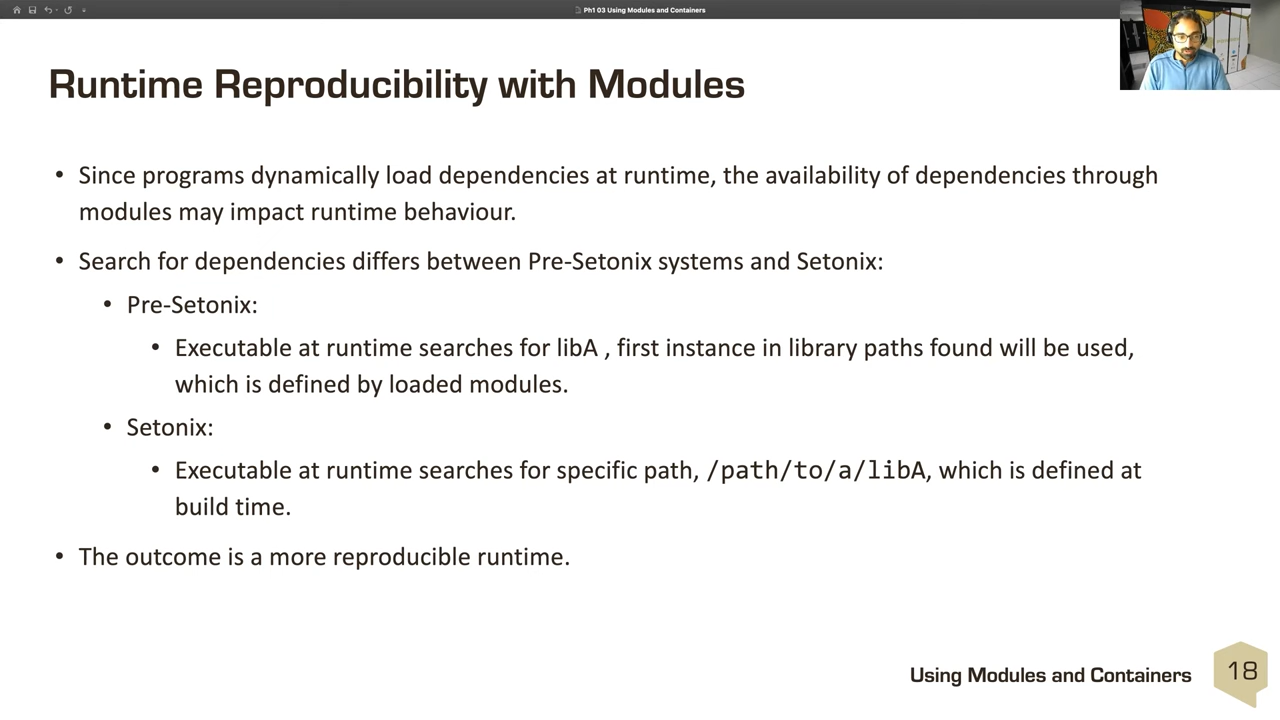 Ph1 03 Using Modules and Containers
Runtime Reproducibility with Modules
• Since programs dynamically load dependencies at runtime, the availability of dependencies through
modules may impact runtime behaviour.
• Search for dependencies differs between Pre-Setonix systems and Setonix:
• Pre-Setonix:
• Executable at runtime searches for libA , first instance in library paths found will be used,
which is defined by loaded modules.
• Setonix:
• Executable at runtime searches for specific path, /path/to/a/libA, which is defined at
build time.
• The outcome is a more reproducible runtime.
Using Modules and Containers
18